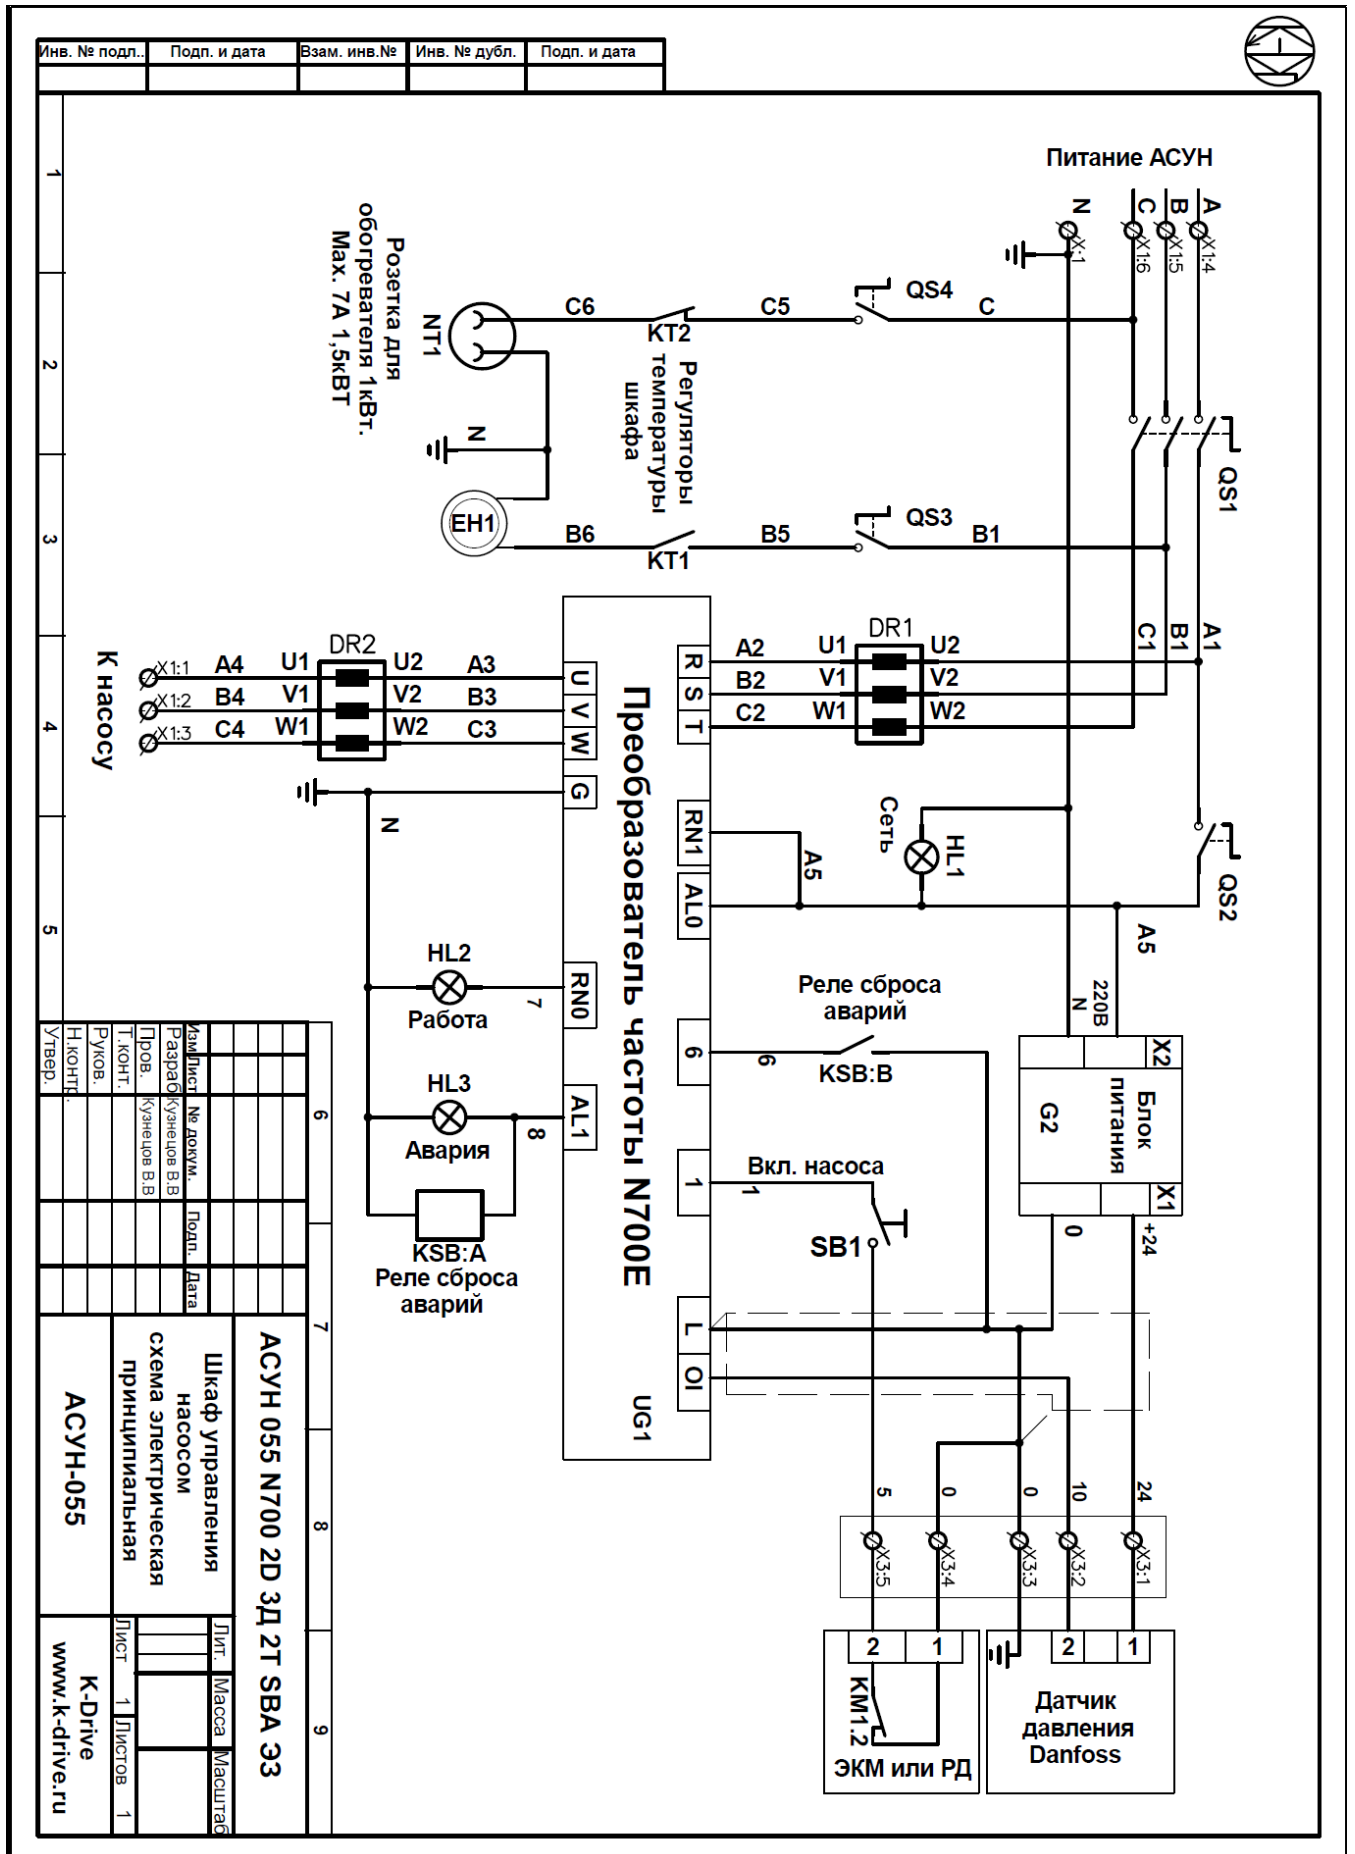 Инв. № подл..
Подп. и дата
Взам. инв.№
Инв. № дубл.
Подп. и дата
Питание АСУН
N
C
B
A
X:1
X1:6
X1:5
X1:4
1
2
3
4
5
6
7
8
9
Розетка для
обогревателя 1кВт.
Max. 7А 1,5кВТ
NT1
C6
KT2
C5
QS4
C
Регуляторы
температуры
шкафа
N
QS1
EH1
B6
KT1
B5
QS3
B1
C1
B1
A1
К насосу
X1:1
X1:2
X1:3
A4
B4
C4
DR2
U1
V1
W1
U2
V2
W2
A3
B3
C3
U
V
W
G
R
S
T
A2
B2
C2
DR1
U1
V1
W1
U2
V2
W2
Преобразователь частоты N700E
UG1
N
RN1
AL0
A5
Сеть
HL1
QS2
A5
220В
N
HL2
Работа
7
RN0
HL3
Авария
8
AL1
KSB:A
Реле сброса
аварий
6
6
Реле сброса
аварий
KSB:B
1
1
Вкл. насоса
SB1
L
OI
X2
Блок
питания
G2
X1
0
+24
5
0
0
10
24
X3:5
X3:4
X3:3
X3:2
X3:1
2
1
KM1.2
ЭКМ или РД
2
1
Датчик
давления
Danfoss
Изм
Лист
№ докум.
Подп.
Дата
Разраб
Кузнецов В.В
Пров.
Кузнецов В.В
Т.конт.
Руков.
Н.контр.
Утвер.
АСУН 055 N700 2D 3Д 2Т SBA ЭЗ
Шкаф управления
насосом
схема электрическая
принципиальная
АСУН-055
Лит.
Масса
Масштаб
Лист 1
Листов 1
K-Drive
www.k-drive.ru